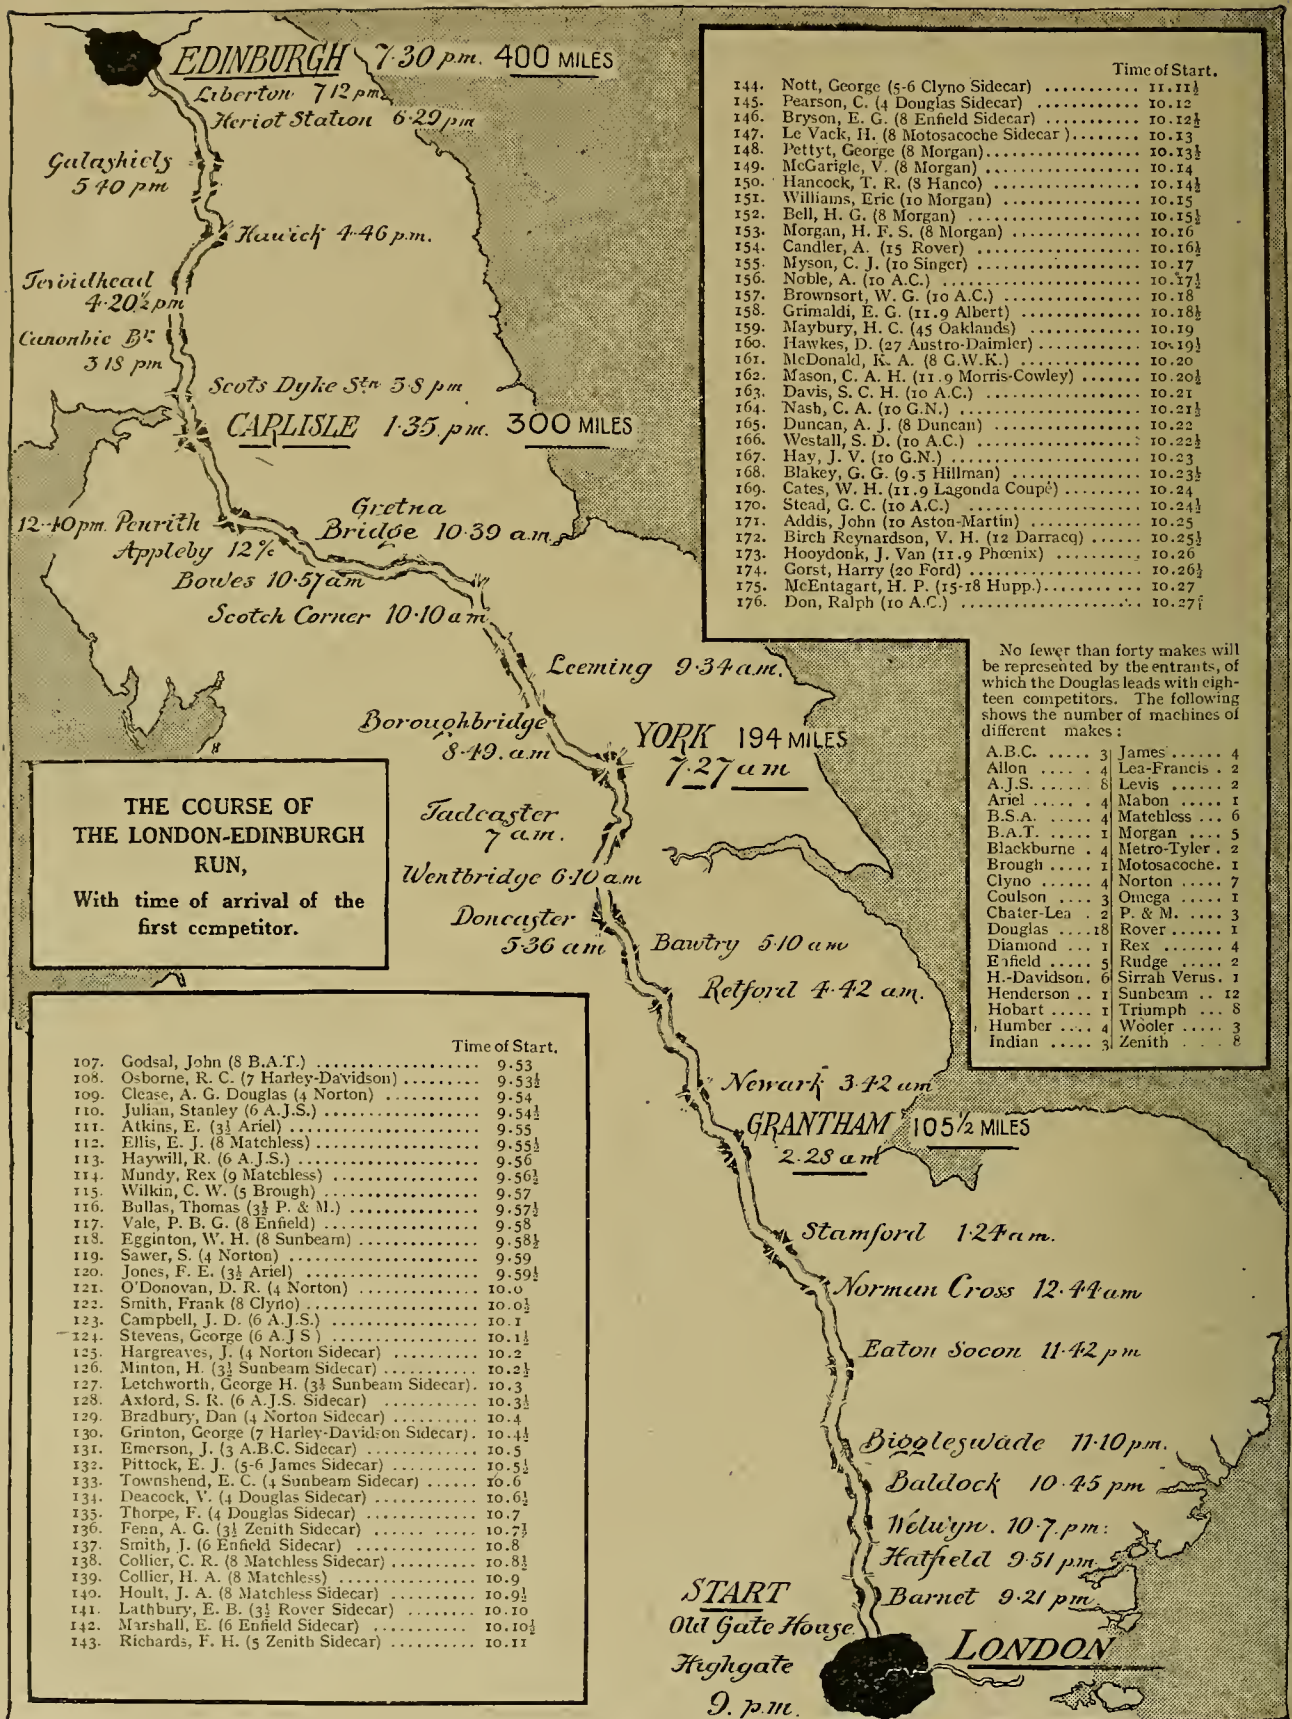 EDINBURGH 7·30 p.m. 400 MILES
Liberton 7 12 pm
Heriot Station 6·29 pm
Galashiels
5 40 pm
Hawick 4·46 p.m.
Teviothead
4·20½ pm
Canonbie Br.
3 18 pm
Scots Dyke Stn 3·8 pm
CARLISLE 1·35 pm. 300 MILES
12·40 pm. Penrith
Gretna
Bridge 10·39 a.m.
Appleby
Bowes 10·57 am
Scotch Corner 10·10 am
Leeming 9·34 a.m.
Boroughbridge
8·49. a.m
YORK 194 MILES
7·27 am
Tadcaster
7 a.m.
Wentbridge 6·10 a.m
Doncaster
5·36 am
Bawtry 5·10 am
Retford 4·42 a.m.
Newark 3·42 am
GRANTHAM 105½ MILES
2·28 am
Stamford 1·24 a.m.
Norman Cross 12·44 am
Eaton Socon 11·42 pm
Biggleswade 11·10 pm.
Baldock 10·45 pm
Welwyn. 10·7. pm:
Hatfield 9·51 pm.
Barnet 9·21 pm
START
Old Gate House
Highgate
9. p.m.
LONDON
THE COURSE OF
THE LONDON-EDINBURGH
RUN,
With time of arrival of the
first competitor.
Time of Start.
107. Godsal, John (8 B.A.T.) .................... 9.53
108. Osborne, R. C. (7 Harley-Davidson) .......... 9.53½
109. Clease, A. G. Douglas (4 Norton) ........... 9.54
110. Julian, Stanley (6 A.J.S.) .................. 9.54½
111. Atkins, E. (3½ Ariel) ..................... 9.55
112. Ellis, E. J. (8 Matchless) ................... 9.55½
113. Haywill, R. (6 A.J.S.) ..................... 9.56
114. Mundy, Rex (9 Matchless) .................. 9.56½
115. Wilkin, C. W. (5 Brough) .................. 9.57
116. Bullas, Thomas (3½ P. & M.) ............... 9.57½
117. Vale, P. B. G. (8 Enfield) .................. 9.58
118. Egginton, W. H. (8 Sunbeam) .............. 9.58½
119. Sawer, S. (4 Norton) ...................... 9.59
120. Jones, F. E. (3½ Ariel) .................... 9.59½
121. O'Donovan, D. R. (4 Norton) .............. 10.0
122. Smith, Frank (8 Clyno) .................... 10.0½
123. Campbell, J. D. (6 A.J.S.) .................. 10.1
124. Stevens, George (6 A J S ) .................. 10.1½
125. Hargreaves, J. (4 Norton Sidecar) .......... 10.2
126. Minton, H. (3½ Sunbeam Sidecar) ........... 10.2½
127. Letchworth, George H. (3½ Sunbeam Sidecar). 10.3
128. Axford, S. R. (6 A.J.S. Sidecar) ........... 10.3½
129. Bradbury, Dan (4 Norton Sidecar) .......... 10.4
130. Grinton, George (7 Harley-Davidson Sidecar). 10.4½
131. Emerson, J. (3 A.B.C. Sidecar) ............. 10.5
132. Pittock, E. J. (5-6 James Sidecar) .......... 10.5½
133. Townshend, E. C. (4 Sunbeam Sidecar) ...... 10.6
134. Deacock, V. (4 Douglas Sidecar) ............ 10.6½
135. Thorpe, F. (4 Douglas Sidecar) ............. 10.7
136. Fenn, A. G. (3½ Zenith Sidecar) ............ 10.7½
137. Smith, J. (6 Enfield Sidecar) ............... 10.8
138. Collier, C. R. (8 Matchless Sidecar) .......... 10.8½
139. Collier, H. A. (8 Matchless) ................. 10.9
140. Hoult, J. A. (8 Matchless Sidecar) ........... 10.9½
141. Lathbury, E. B. (3½ Rover Sidecar) ........ 10.10
142. Marshall, E. (6 Enfield Sidecar) ............ 10.10½
143. Richards, F. H. (5 Zenith Sidecar) .......... 10.11
Time of Start.
144. Nott, George (5-6 Clyno Sidecar) ........... 11.11½
145. Pearson, C. (4 Douglas Sidecar) ............ 10.12
146. Bryson, E. G. (8 Enfield Sidecar) ........... 10.12½
147. Le Vack, H. (8 Motosacoche Sidecar )........ 10.13
148. Pettyt, George (8 Morgan).................. 10.13½
149. McGarigle, V. (8 Morgan) .................. 10.14
150. Hancock, T. R. (8 Hanco) .................. 10.14½
151. Williams, Eric (10 Morgan) ................. 10.15
152. Bell, H. G. (8 Morgan) .................... 10.15½
153. Morgan, H. F. S. (8 Morgan) ............... 10.16
154. Candler, A. (15 Rover) .................... 10.16½
155. Myson, C. J. (10 Singer) ................... 10.17
156. Noble, A. (10 A.C.) ....................... 10.17½
157. Brownsort, W. G. (10 A.C.) ................ 10.18
158. Grimaldi, E. G. (11.9 Albert) ............... 10.18½
159. Maybury, H. C. (45 Oaklands) .............. 10.19
160. Hawkes, D. (27 Austro-Daimler) ............ 10.19½
161. McDonald, K. A. (8 G.W.K.) ................ 10.20
162. Mason, C. A. H. (11.9 Morris-Cowley) ....... 10.20½
163. Davis, S. C. H. (10 A.C.) ................... 10.21
164. Nash, C. A. (10 G.N.) ...................... 10.21½
165. Duncan, A. J. (8 Duncan) .................. 10.22
166. Westall, S. D. (10 A.C.) .................... 10.22½
167. Hay, J. V. (10 G.N.) ....................... 10.23
168. Blakey, G. G. (9.5 Hillman) ................ 10.23½
169. Cates, W. H. (11.9 Lagonda Coupé) ......... 10.24
170. Stead, G. C. (10 A.C.) ...................... 10.24½
171. Addis, John (10 Aston-Martin) .............. 10.25
172. Birch Reynardson, V. H. (12 Darracq) ...... 10.25½
173. Hooydonk, J. Van (11.9 Phœnix) .......... 10.26
174. Gorst, Harry (20 Ford) .................... 10.26½
175. McEntagart, H. P. (15-18 Hupp.)............ 10.27
176. Don, Ralph (10 A.C.) ...................... 10.27½
No fewer than forty makes will
be represented by the entrants, of
which the Douglas leads with eigh-
teen competitors. The following
shows the number of machines of
different makes :
A.B.C. ..... 3 James ...... 4
Allon ..... 4 Lea-Francis . 2
A.J.S. ...... 8 Levis ...... 2
Ariel ...... 4 Mabon ..... 1
B.S.A. ..... 4 Matchless ... 6
B.A.T. ..... 1 Morgan .... 5
Blackburne . 4 Metro-Tyler . 2
Brough ..... 1 Motosacoche. 1
Clyno ...... 4 Norton ..... 7
Coulson .... 3 Omega ..... 1
Chater-Lea . 2 P. & M. .... 3
Douglas ....18 Rover ...... 1
Diamond ... 1 Rex ....... 4
Enfield ..... 5 Rudge ..... 2
H.-Davidson. 6 Sirrah Verus. 1
Henderson .. 1 Sunbeam .. 12
Hobart ..... 1 Triumph ... 8
Humber .... 4 Wooler ..... 3
Indian ..... 3 Zenith . . . 8